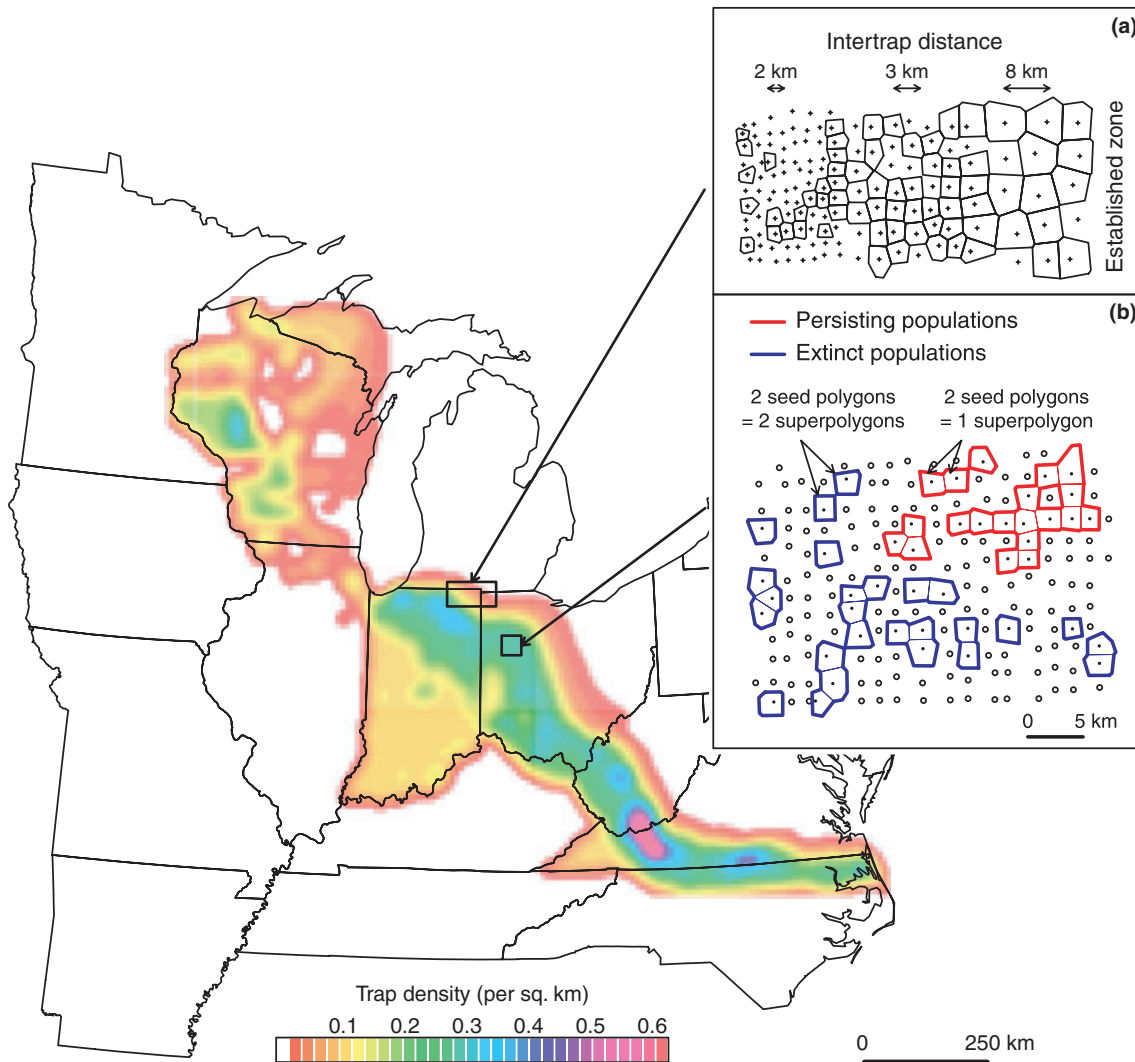 (a)
Intertrap distance
2 km
3 km
8 km
Established zone
(b)
Persisting populations
Extinct populations
2 seed polygons
= 2 superpolygons
2 seed polygons
= 1 superpolygon
0 5 km
Trap density (per sq. km)
0.1 0.2 0.3 0.4 0.5 0.6
0 250 km